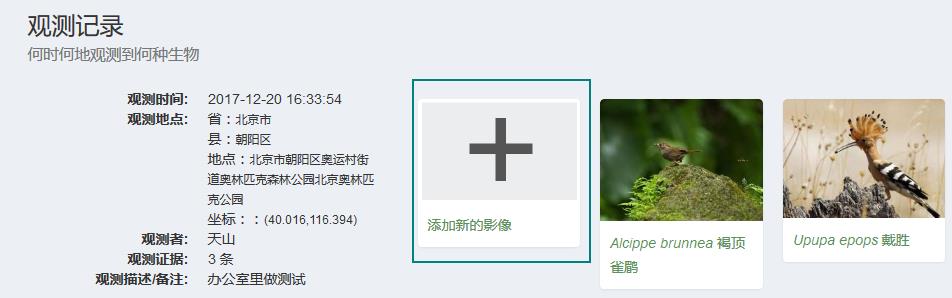 观测记录
何时何地观测到何种生物
观测时间: 2017-12-20 16:33:54
观测地点: 省：北京市
县：朝阳区
地点：北京市朝阳区奥运村街
道奥林匹克森林公园北京奥林匹
克公园
坐标：: (40.016,116.394)
观测者: 天山
观测证据: 3 条
观测描述/备注: 办公室里做测试
添加新的影像
Alcippe brunnea 褐顶
雀鹛
Upupa epops 戴胜